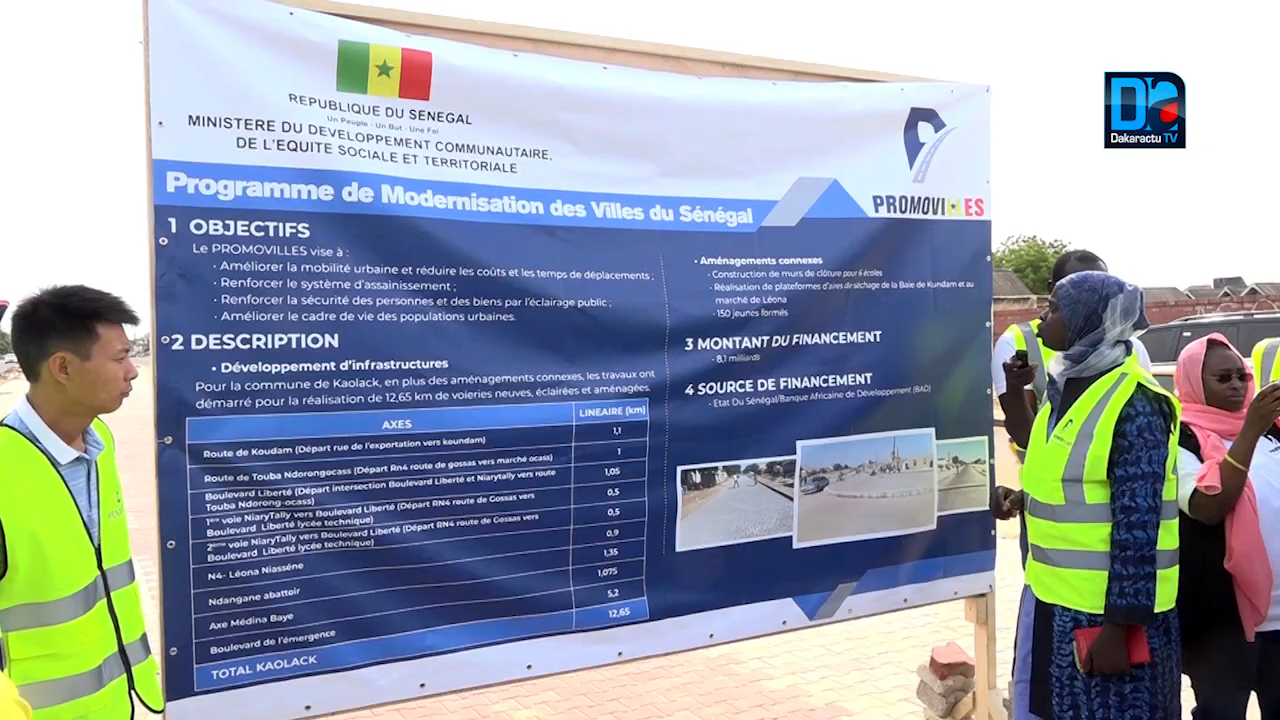 REPUBLIQUE DU SENEGAL
Un Peuple - Un But - Une Foi
MINISTERE DU DEVELOPPEMENT COMMUNAUTAIRE,
DE L'EQUITE SOCIALE ET TERRITORIALE
Programme de Modernisation des Villes du Sénégal
PROMOVILLES
1 OBJECTIFS
Le PROMOVILLES vise à :
· Améliorer la mobilité urbaine et réduire les coûts et les temps de déplacements ;
· Renforcer le système d'assainissement ;
· Renforcer la sécurité des personnes et des biens par l'éclairage public ;
· Améliorer le cadre de vie des populations urbaines.
2 DESCRIPTION
• Développement d'infrastructures
Pour la commune de Kaolack, en plus des aménagements connexes, les travaux ont
démarré pour la réalisation de 12,65 km de voieries neuves, éclairées et aménagées.
AXES LINEAIRE (km)
Route de Koudam (Départ rue de l'exportation vers koundam) 1,1
Route de Touba Ndorongocass (Départ Rn4 route de gossas vers marché ocass) 1
Boulevard Liberté (Départ intersection Boulevard Liberté et Niarytally vers route 1,05
Touba Ndorong-ocass)
1ère voie NiaryTally vers Boulevard Liberté (Départ RN4 route de Gossas vers 0,5
Boulevard Liberté lycée technique)
2ème voie NiaryTally vers Boulevard Liberté (Départ RN4 route de Gossas vers 0,5
Boulevard Liberté lycée technique)
N4- Léona Niassène 0,9
Ndangane abattoir 1,35
Axe Médina Baye 1,075
Boulevard de l'émergence 5,2
TOTAL KAOLACK 12,65
• Aménagements connexes
· Construction de murs de clôture pour 6 écoles
· Réalisation de plateformes d'aires de séchage de la Baie de Kundam et au
marché de Léona
· 150 jeunes formés
3 MONTANT DU FINANCEMENT
· 8,1 milliards
4 SOURCE DE FINANCEMENT
· Etat Du Sénégal/Banque Africaine de Développement (BAD)
Da
Dakaractu TV